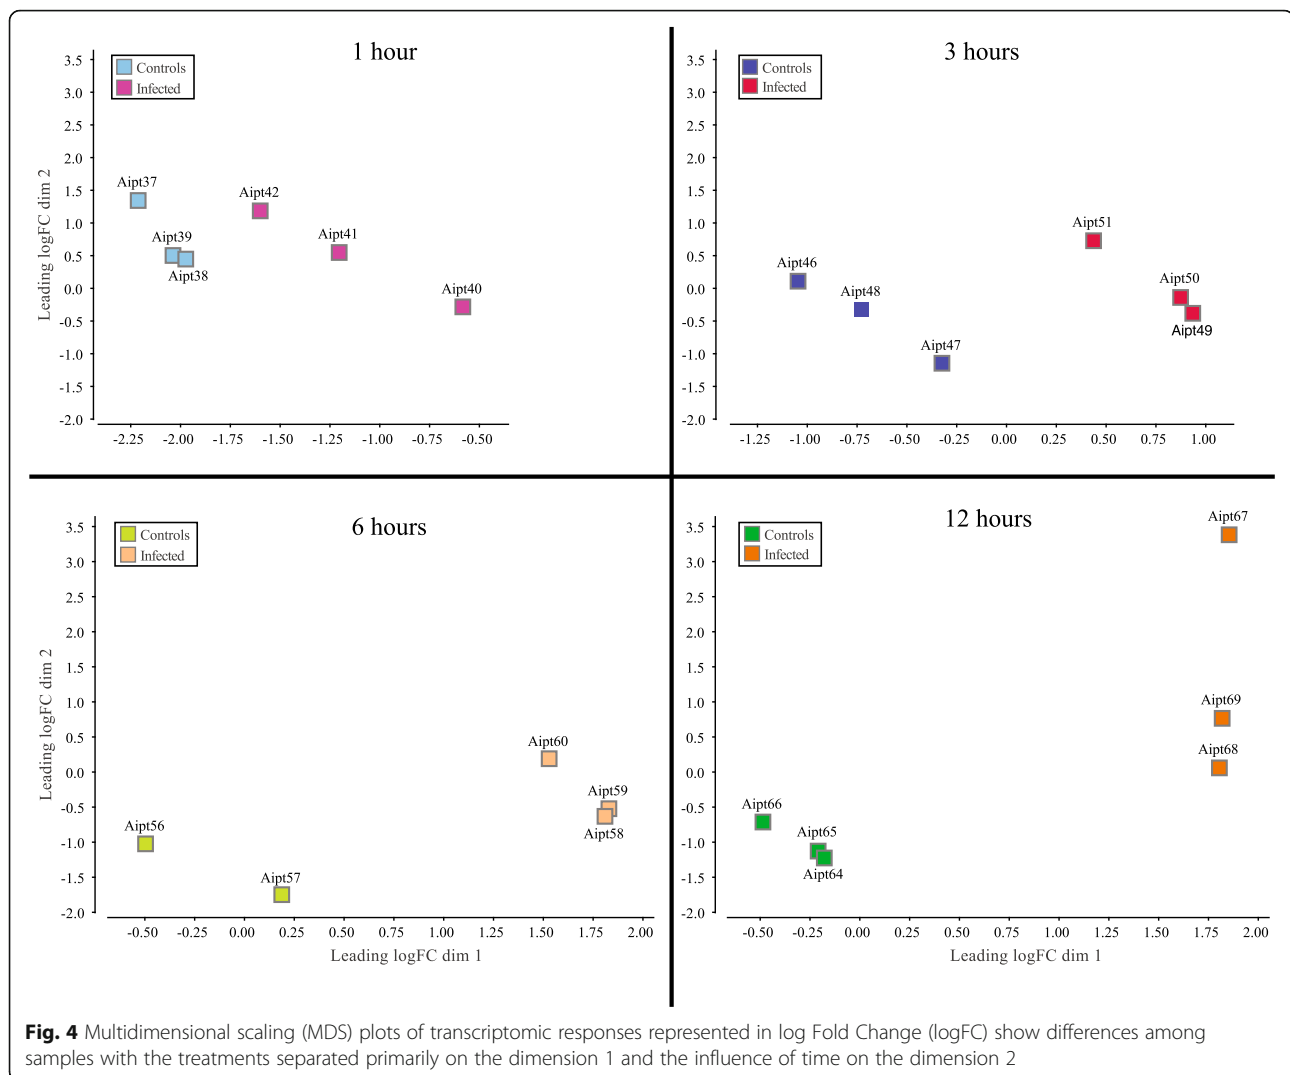 1 hour
Controls
Infected
3.5
3.0
2.5
2.0
1.5
1.0
0.5
0.0
-0.5
-1.0
-1.5
-2.0
Leading logFC dim 2
Aipt37
Aipt42
Aipt39
Aipt41
Aipt38
Aipt40
-2.25 -2.00 -1.75 -1.50 -1.25 -1.00 -0.75 -0.50
3 hours
Controls
Infected
3.5
3.0
2.5
2.0
1.5
1.0
0.5
0.0
-0.5
-1.0
-1.5
-2.0
Aipt51
Aipt46
Aipt50
Aipt48
Aipt49
Aipt47
-1.25 -1.00 -0.75 -0.50 -0.25 0.00 0.25 0.50 0.75 1.00
6 hours
Controls
Infected
3.5
3.0
2.5
2.0
1.5
1.0
0.5
0.0
-0.5
-1.0
-1.5
-2.0
Leading logFC dim 2
Aipt60
Aipt59
Aipt56
Aipt58
Aipt57
-0.50 -0.25 0.00 0.25 0.50 0.75 1.00 1.25 1.50 1.75 2.00
Leading logFC dim 1
12 hours
Controls
Infected
3.5
3.0
2.5
2.0
1.5
1.0
0.5
0.0
-0.5
-1.0
-1.5
-2.0
Aipt67
Aipt69
Aipt68
Aipt66
Aipt65
Aipt64
-0.50 -0.25 0.00 0.25 0.50 0.75 1.00 1.25 1.50 1.75 2.00
Leading logFC dim 1
Fig. 4 Multidimensional scaling (MDS) plots of transcriptomic responses represented in log Fold Change (logFC) show differences among
samples with the treatments separated primarily on the dimension 1 and the influence of time on the dimension 2